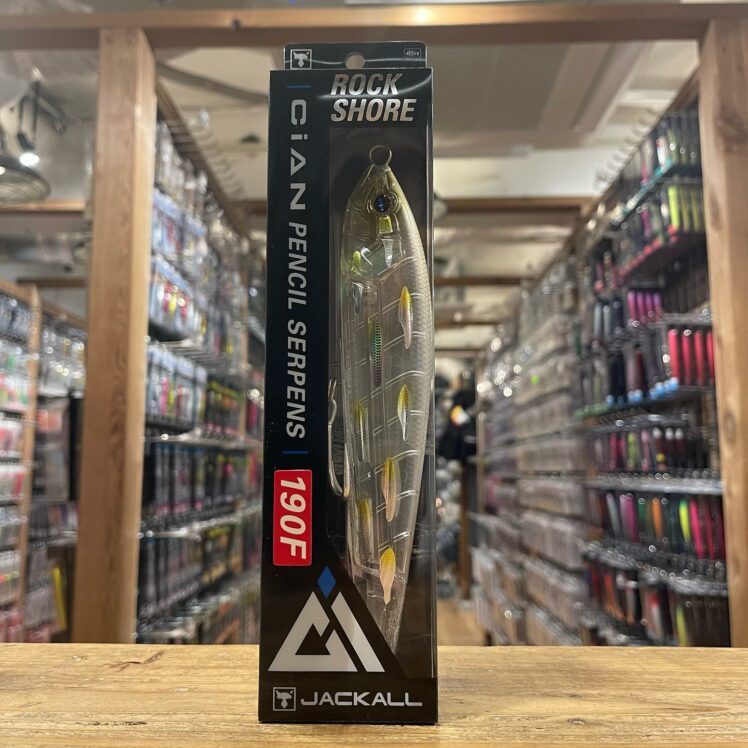 ROCK
SHORE
CiAN PENCIL SERPENS
190F
JACKALL